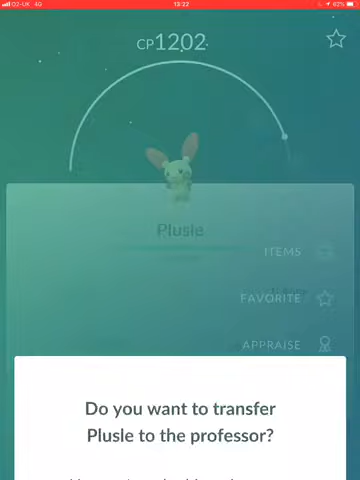 O2-UK 4G 13:22 62%
CP1202
Plusle
ITEMS
FAVORITE
APPRAISE
Do you want to transfer
Plusle to the professor?